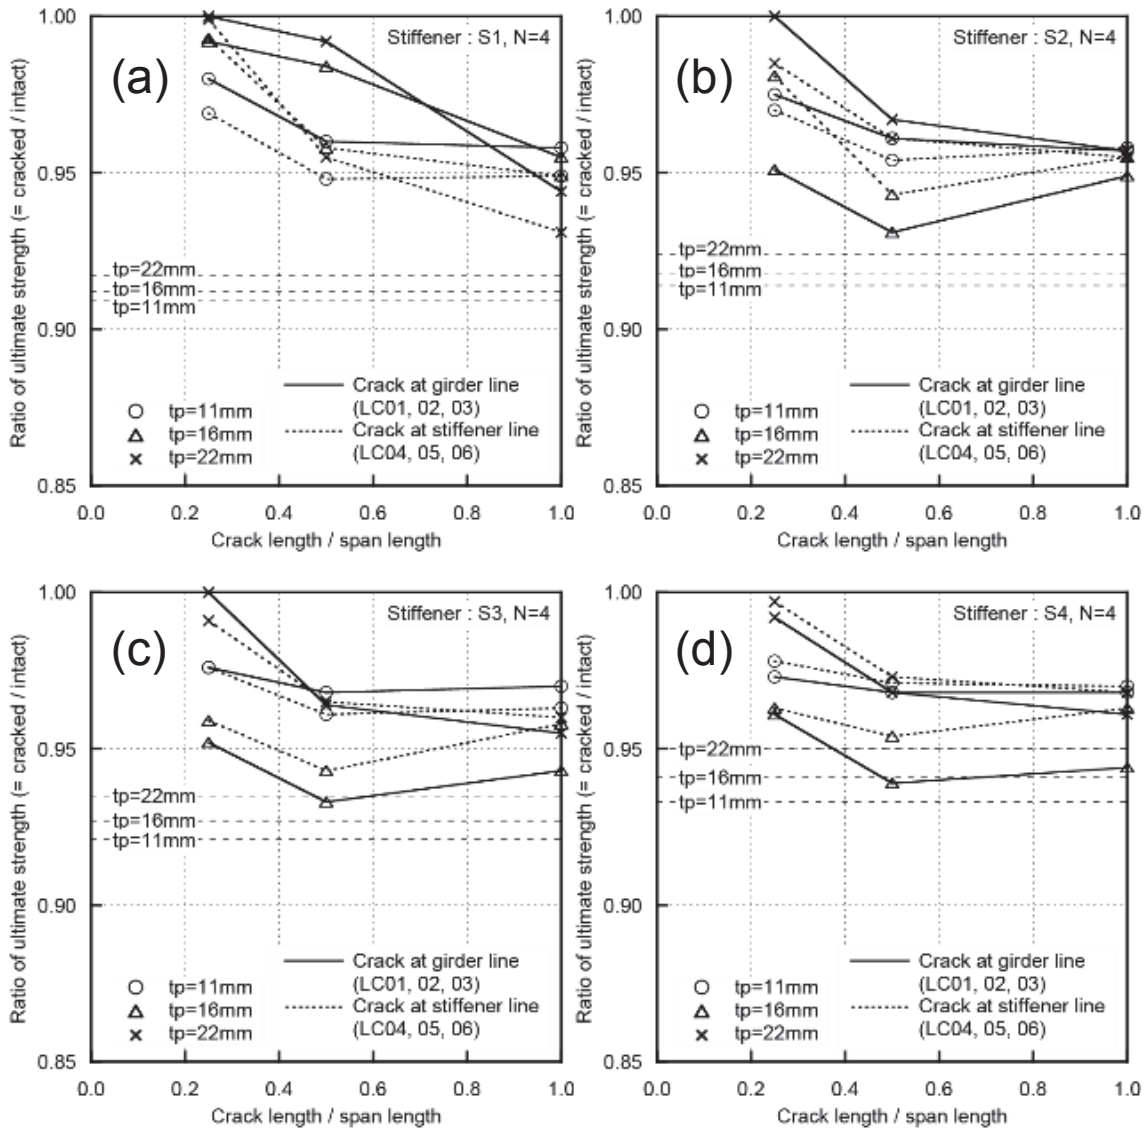 (a)
Stiffener : S1, N=4
Ratio of ultimate strength (= cracked / intact)
1.00
0.95
0.90
0.85
tp=22mm
tp=16mm
tp=11mm
tp=11mm
tp=16mm
tp=22mm
Crack at girder line
(LC01, 02, 03)
Crack at stiffener line
(LC04, 05, 06)
0.0 0.2 0.4 0.6 0.8 1.0
Crack length / span length
(b)
Stiffener : S2, N=4
Ratio of ultimate strength (= cracked / intact)
1.00
0.95
0.90
0.85
tp=22mm
tp=16mm
tp=11mm
tp=11mm
tp=16mm
tp=22mm
Crack at girder line
(LC01, 02, 03)
Crack at stiffener line
(LC04, 05, 06)
0.0 0.2 0.4 0.6 0.8 1.0
Crack length / span length
(c)
Stiffener : S3, N=4
Ratio of ultimate strength (= cracked / intact)
1.00
0.95
0.90
0.85
tp=22mm
tp=16mm
tp=11mm
tp=11mm
tp=16mm
tp=22mm
Crack at girder line
(LC01, 02, 03)
Crack at stiffener line
(LC04, 05, 06)
0.0 0.2 0.4 0.6 0.8 1.0
Crack length / span length
(d)
Stiffener : S4, N=4
Ratio of ultimate strength (= cracked / intact)
1.00
0.95
0.90
0.85
tp=22mm
tp=16mm
tp=11mm
tp=11mm
tp=16mm
tp=22mm
Crack at girder line
(LC01, 02, 03)
Crack at stiffener line
(LC04, 05, 06)
0.0 0.2 0.4 0.6 0.8 1.0
Crack length / span length